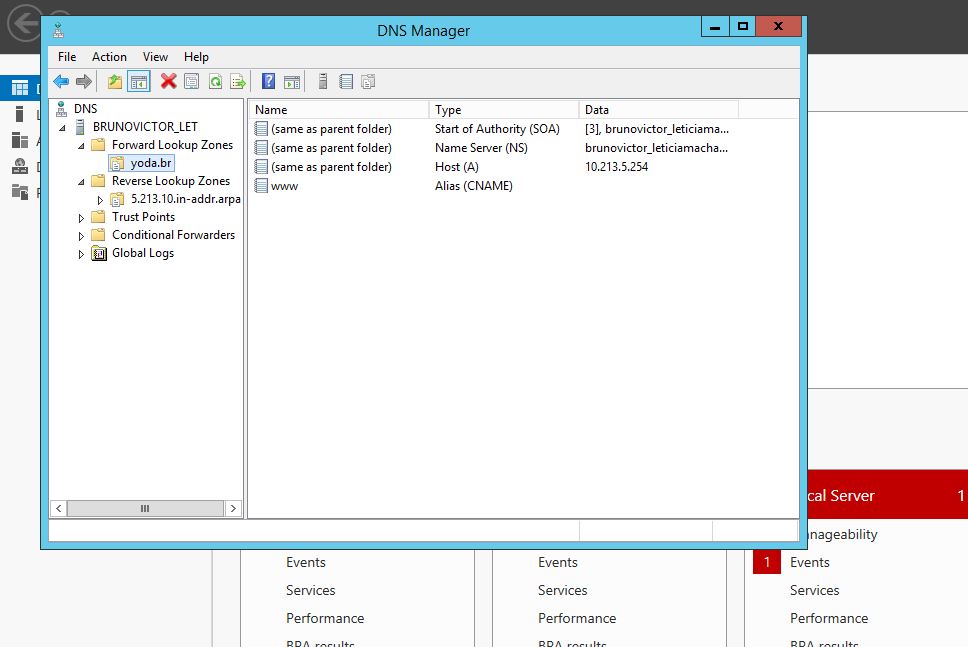 DNS Manager
File Action View Help
DNS
BRUNOVICTOR_LET
Forward Lookup Zones
yoda.br
Reverse Lookup Zones
5.213.10.in-addr.arpa
Trust Points
Conditional Forwarders
Global Logs
Name Type Data
(same as parent folder) Start of Authority (SOA) [3], brunovictor_leticiama...
(same as parent folder) Name Server (NS) brunovictor_leticiamacha...
(same as parent folder) Host (A) 10.213.5.254
www Alias (CNAME)
cal Server 1
nageability
Events Events 1 Events
Services Services Services
Performance Performance Performance
BPA results BPA results BPA results